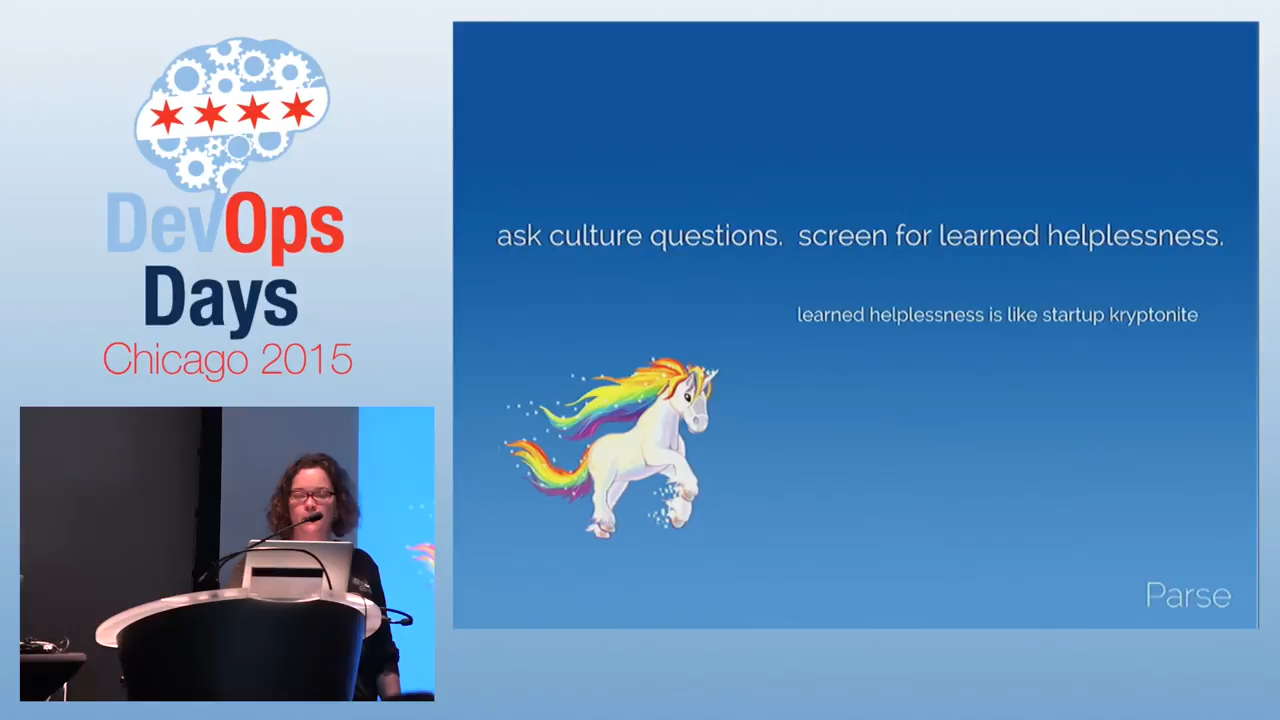 DevOps
Days
Chicago 2015
ask culture questions.  screen for learned helplessness.
learned helplessness is like startup kryptonite
Parse